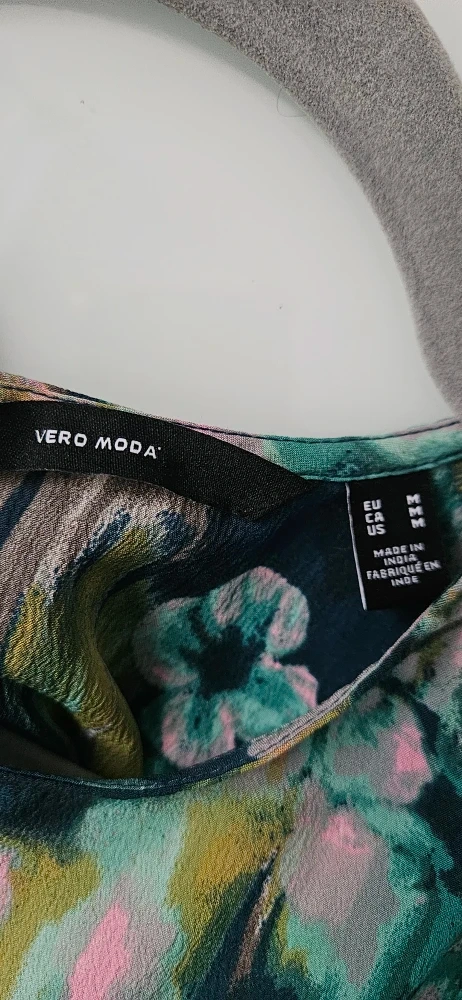 VERO MODA
EU M
CA M
US M
MADE IN
INDIA
FABRIQUÉ EN
INDE